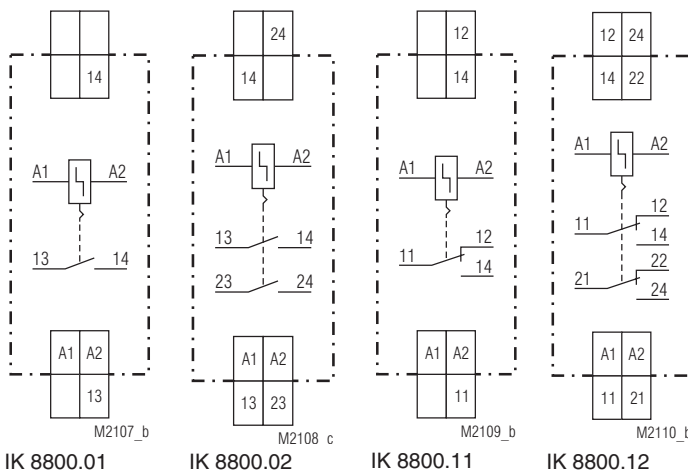 24
12
12 24
14
14
14
14 22
A1 A2
A1 A2
A1 A2
A1 A2
13 14
13 14
23 24
11 12
14
11 12
14
21 22
24
A1 A2
13
A1 A2
13 23
A1 A2
11
A1 A2
11 21
M2107_b
M2108_c
M2109_b
M2110_b
IK 8800.01
IK 8800.02
IK 8800.11
IK 8800.12